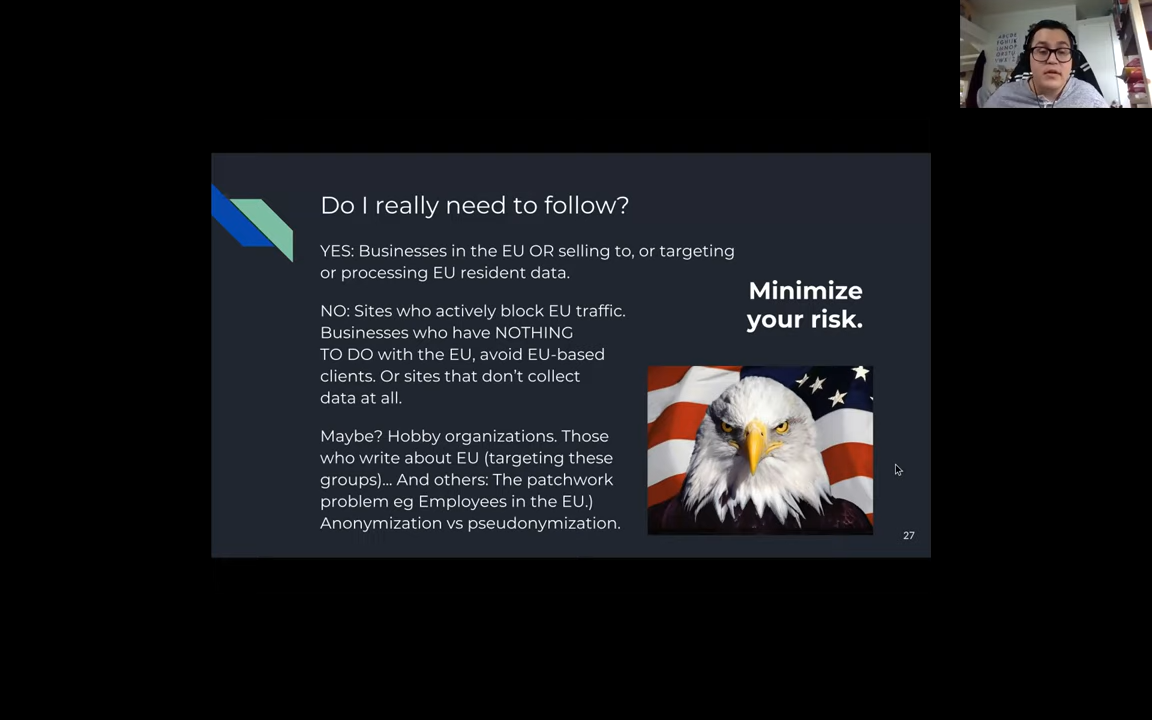 Do I really need to follow?
YES: Businesses in the EU OR selling to, or targeting
or processing EU resident data.
Minimize
your risk.
NO: Sites who actively block EU traffic.
Businesses who have NOTHING
TO DO with the EU, avoid EU-based
clients. Or sites that don’t collect
data at all.
Maybe? Hobby organizations. Those
who write about EU (targeting these
groups)... And others: The patchwork
problem eg Employees in the EU.)
Anonymization vs pseudonymization.
27